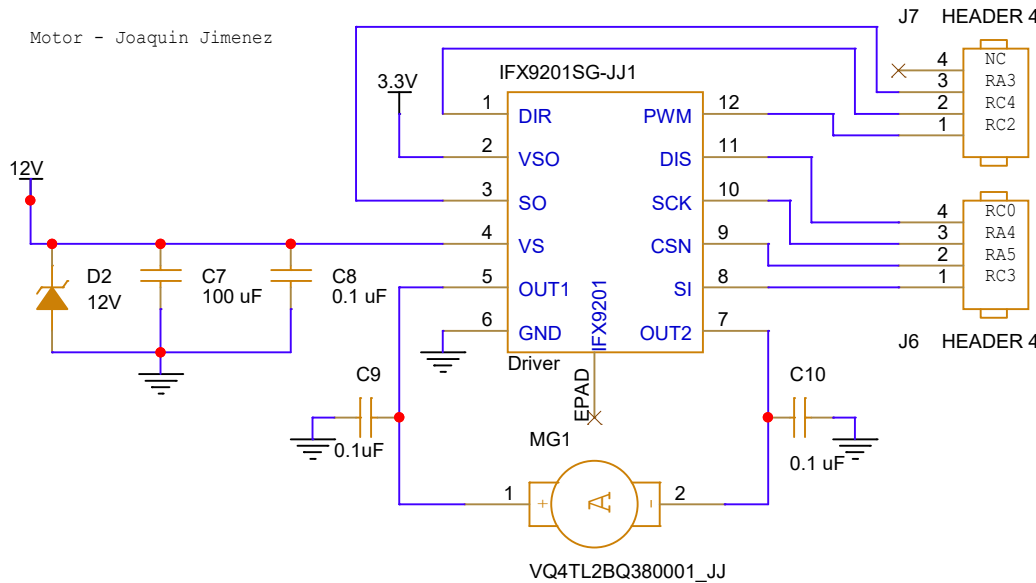 Motor - Joaquin Jimenez
J7 HEADER 4
4 NC
3 RA3
2 RC4
1 RC2
IFX9201SG-JJ1
3.3V
12V
1 DIR
2 VSO
3 SO
4 VS
5 OUT1
6 GND
PWM 12
DIS 11
SCK 10
CSN 9
SI 8
OUT2 7
IFX9201
Driver
EPAD
4 RC0
3 RA4
2 RA5
1 RC3
J6 HEADER 4
D2
12V
C7
100 uF
C8
0.1 uF
C9
0.1uF
C10
0.1 uF
MG1
1 + A - 2
VQ4TL2BQ380001_JJ